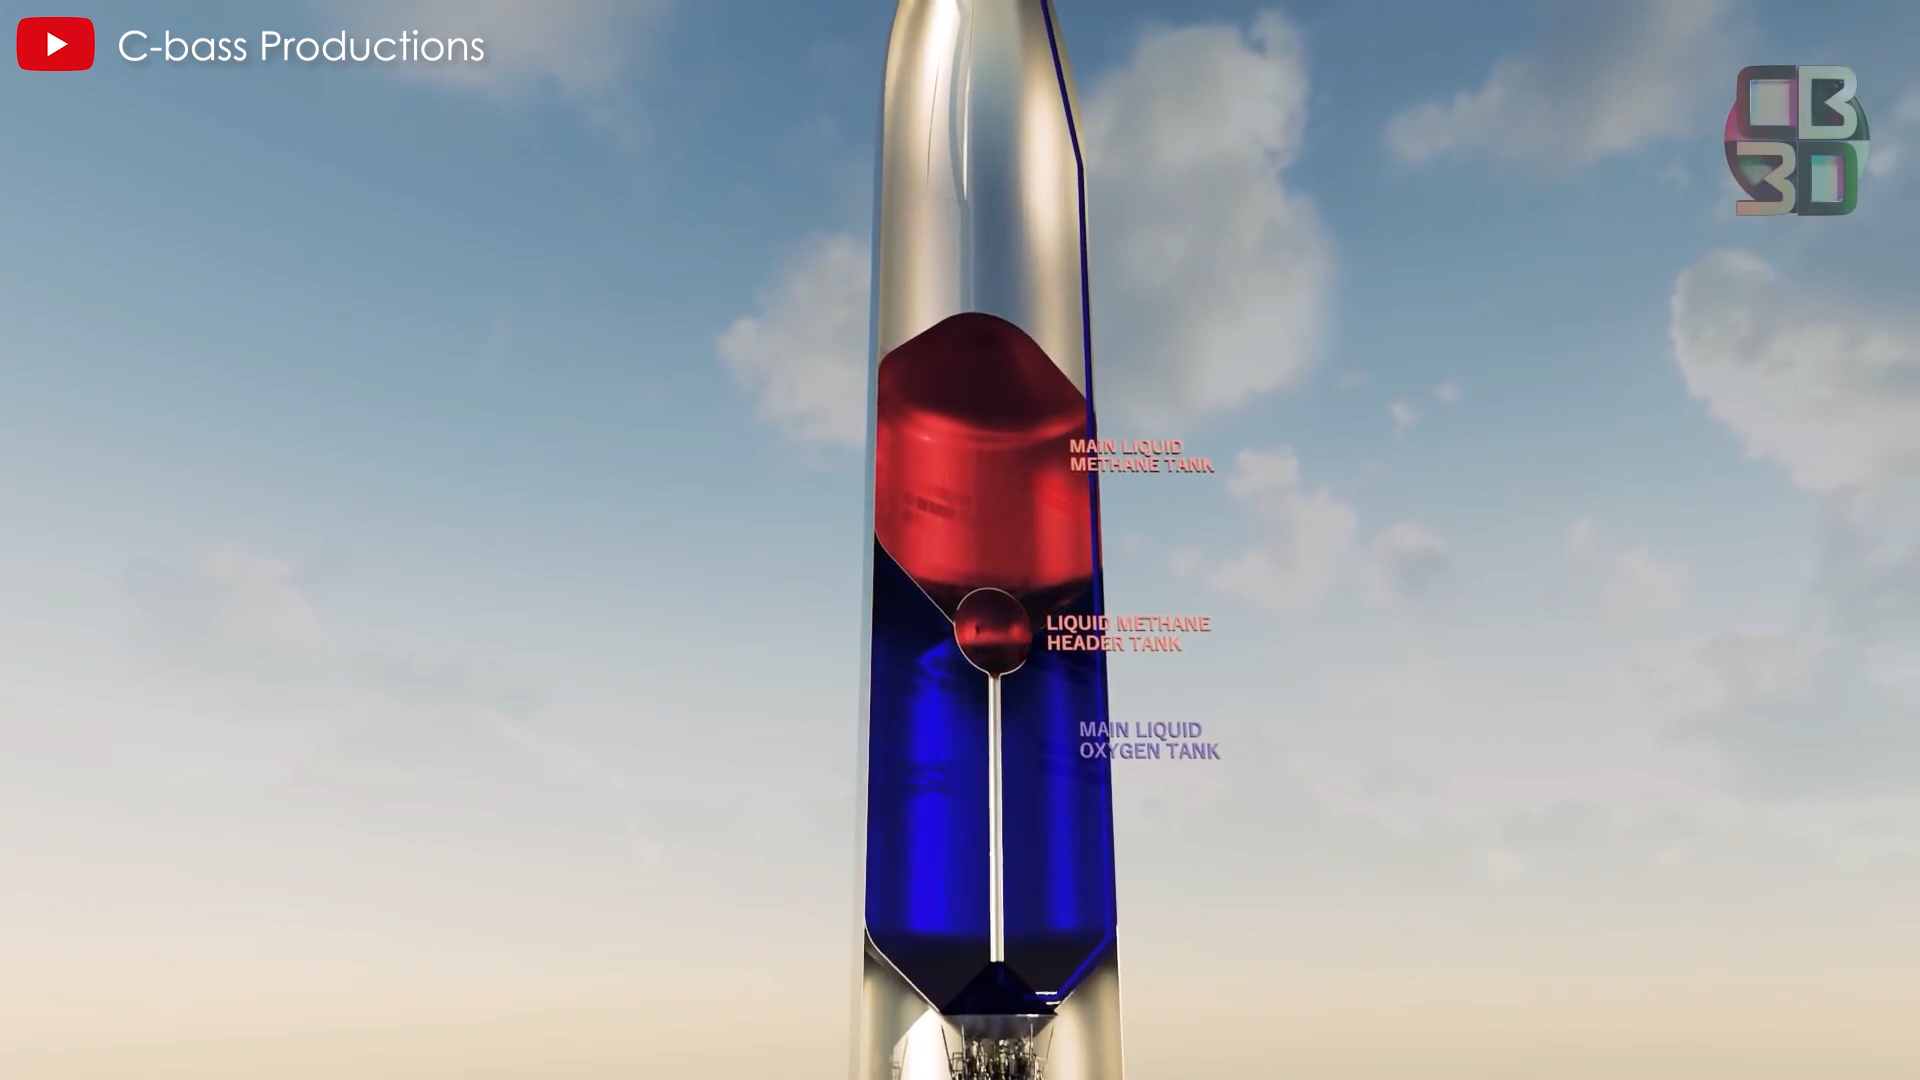 C-bass Productions
CB
3D
MAIN LIQUID
METHANE TANK
LIQUID METHANE
HEADER TANK
MAIN LIQUID
OXYGEN TANK